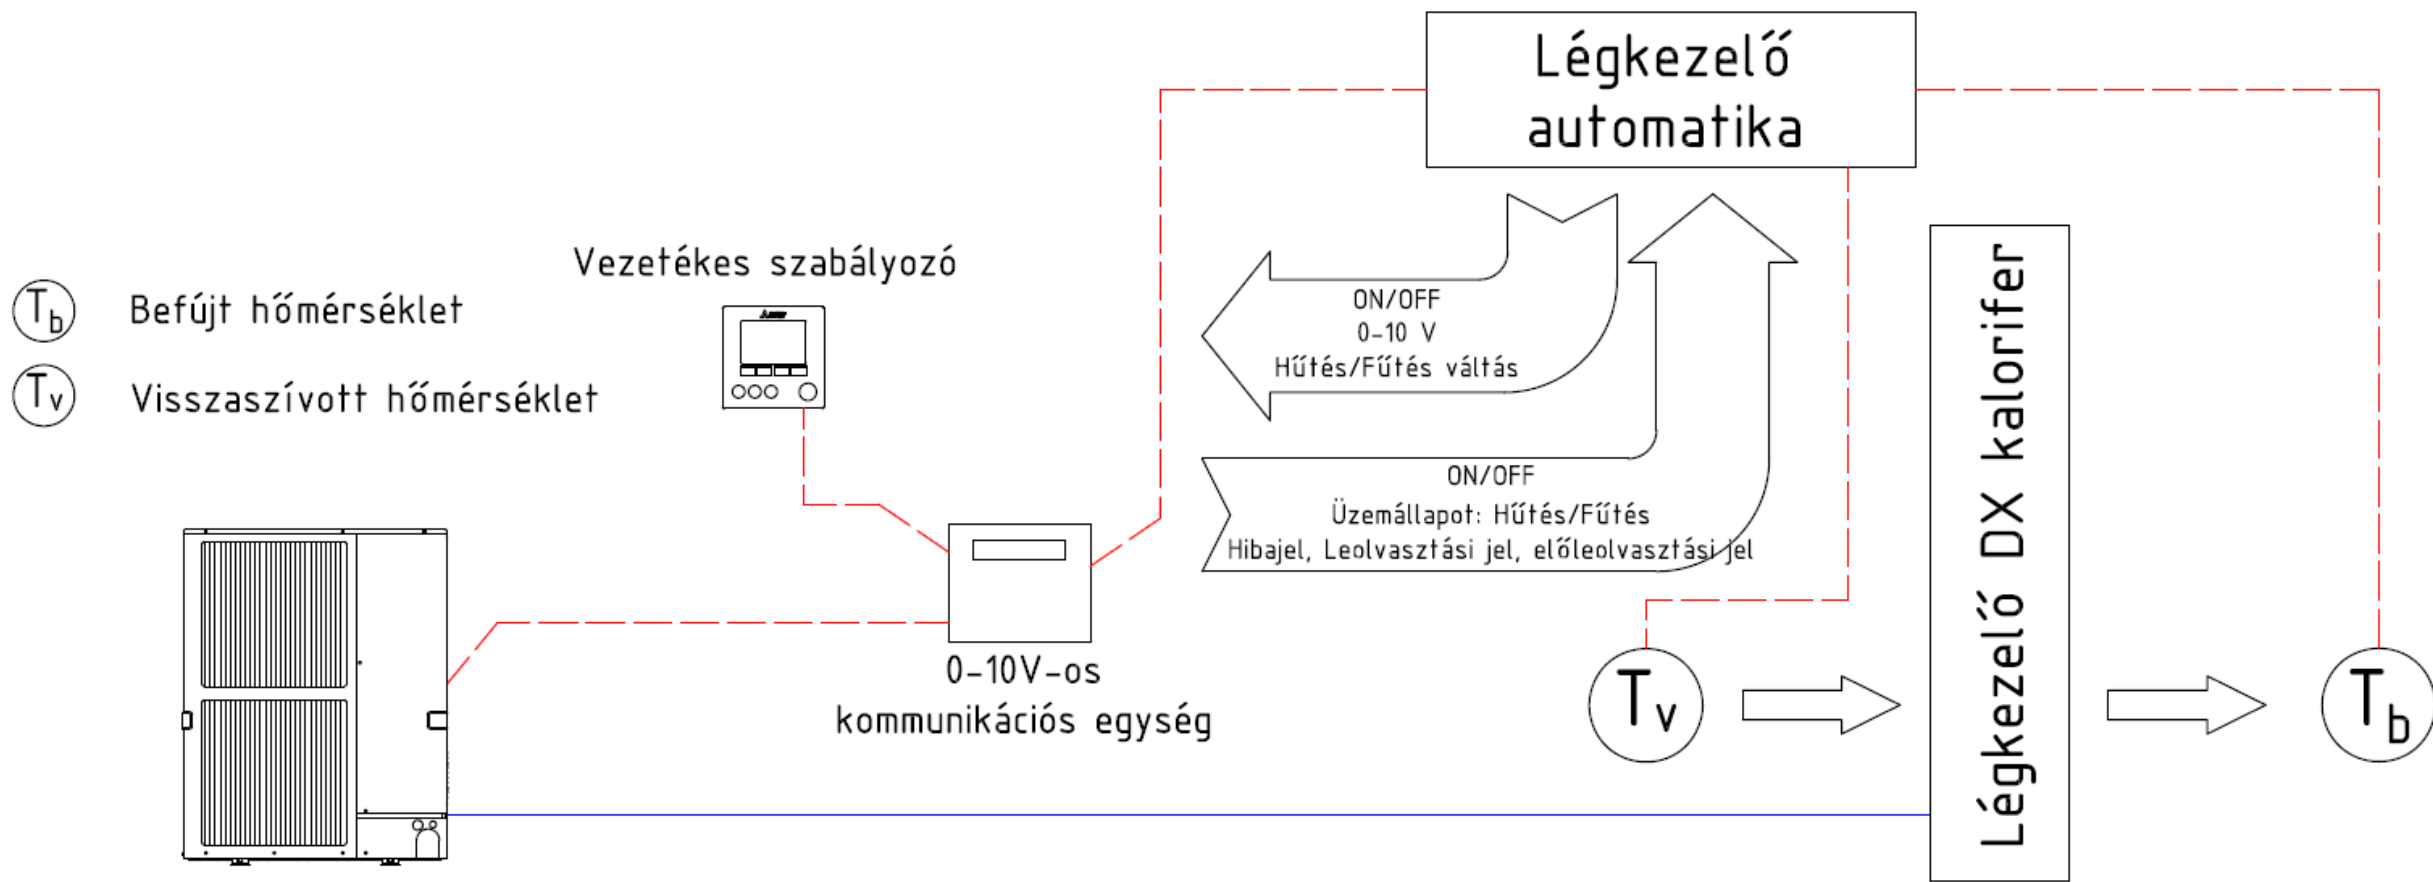 Légkezelő
automatika
Vezetékes szabályozó
Tb Befújt hőmérséklet
Tv Visszaszívott hőmérséklet
ON/OFF
0-10 V
Hűtés/Fűtés váltás
ON/OFF
Üzemállapot: Hűtés/Fűtés
Hibajel, Leolvasztási jel, előleolvasztási jel
0-10V-os
kommunikációs egység
Tv
Légkezelő DX kalorifer
Tb